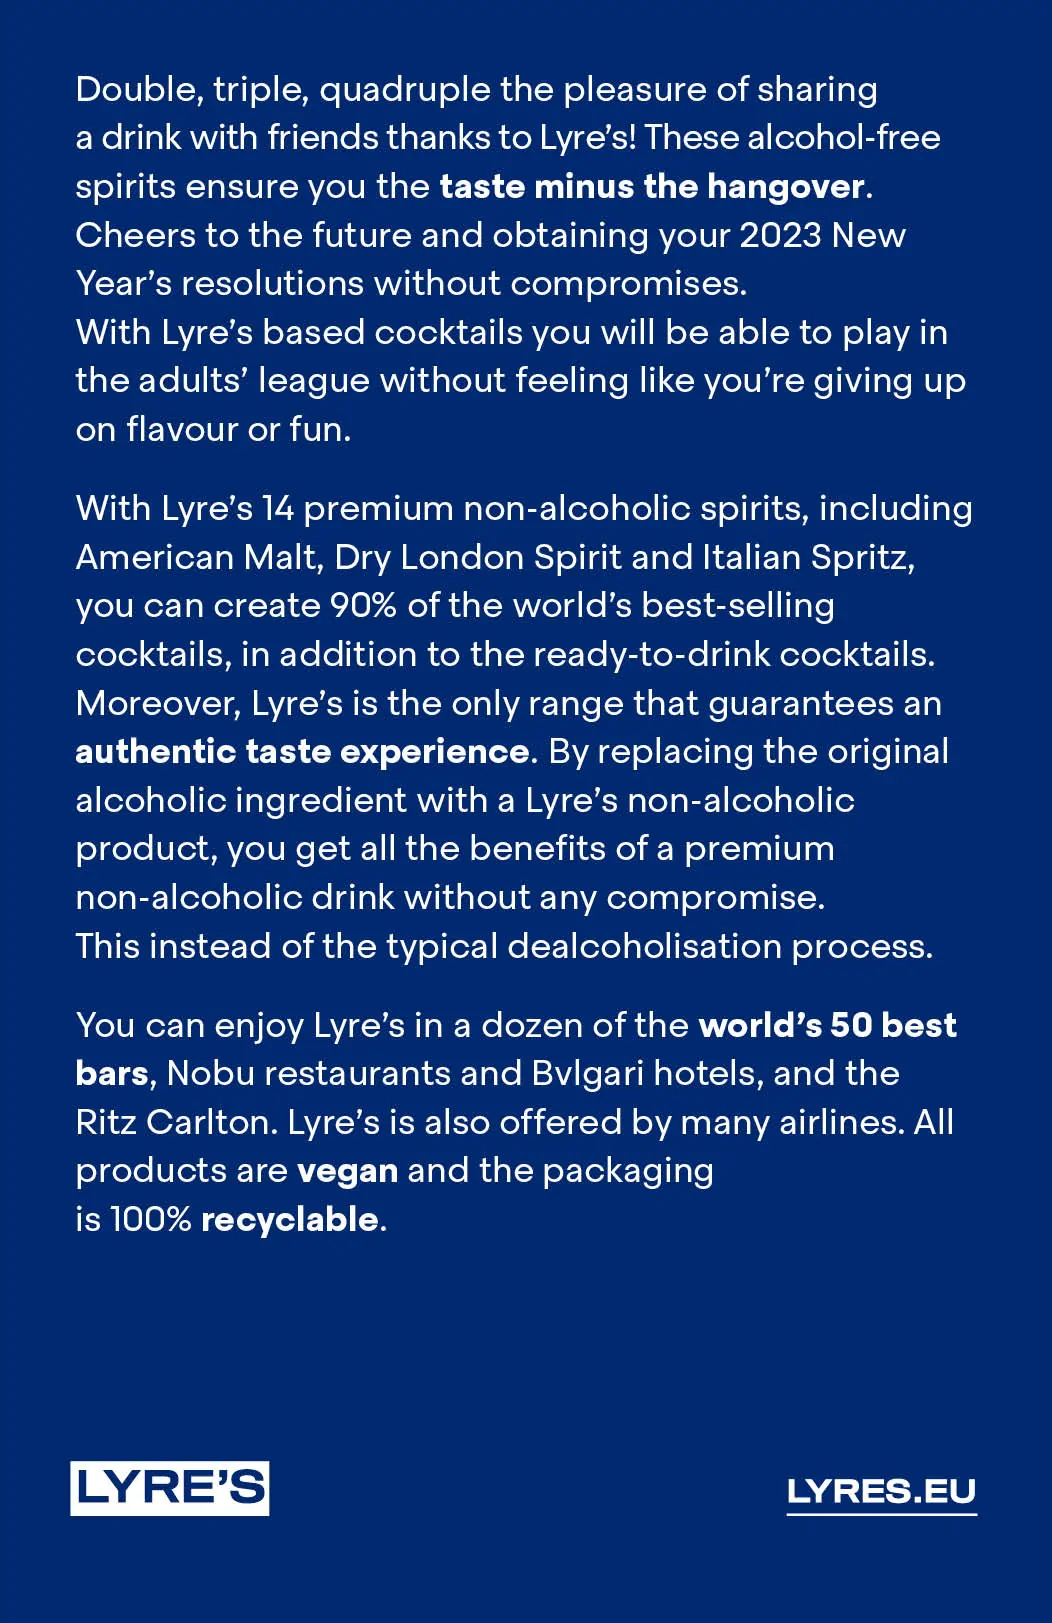 Double, triple, quadruple the pleasure of sharing
a drink with friends thanks to Lyre’s! These alcohol-free
spirits ensure you the taste minus the hangover.
Cheers to the future and obtaining your 2023 New
Year’s resolutions without compromises.
With Lyre’s based cocktails you will be able to play in
the adults’ league without feeling like you’re giving up
on flavour or fun.
With Lyre’s 14 premium non-alcoholic spirits, including
American Malt, Dry London Spirit and Italian Spritz,
you can create 90% of the world’s best-selling
cocktails, in addition to the ready-to-drink cocktails.
Moreover, Lyre’s is the only range that guarantees an
authentic taste experience. By replacing the original
alcoholic ingredient with a Lyre’s non-alcoholic
product, you get all the benefits of a premium
non-alcoholic drink without any compromise.
This instead of the typical dealcoholisation process.
You can enjoy Lyre’s in a dozen of the world’s 50 best
bars, Nobu restaurants and Bvlgari hotels, and the
Ritz Carlton. Lyre’s is also offered by many airlines. All
products are vegan and the packaging
is 100% recyclable.
LYRE’S
LYRES.EU